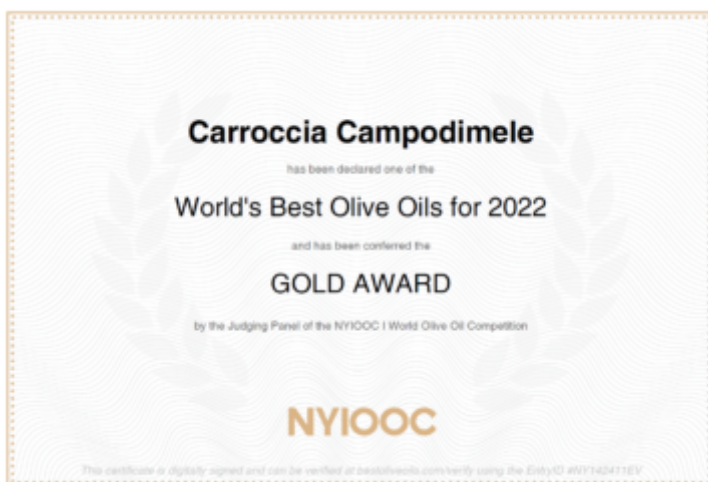 Carroccia Campodimele
has been declared one of the
World's Best Olive Oils for 2022
and has been conferred the
GOLD AWARD
by the Judging Panel of the NYIOOC | World Olive Oil Competition
NYIOOC
This certificate is digitally signed and can be verified at bestoliveoils.com/verify using the EntryID #NY142411EV